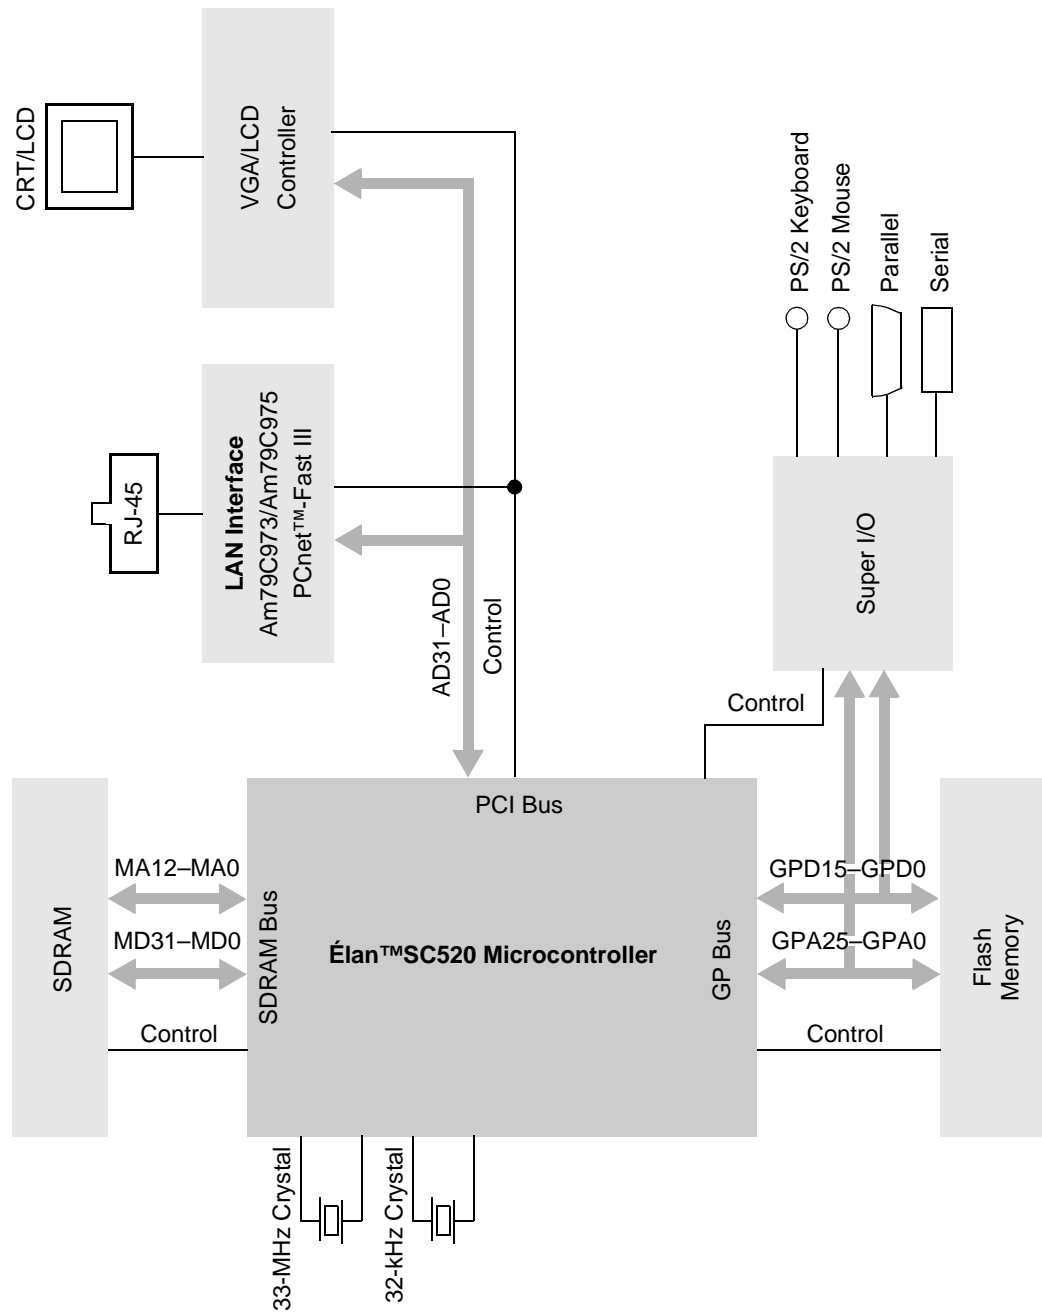 CRT/LCD
VGA/LCD
Controller
RJ-45
LAN Interface
Am79C973/Am79C975
PCnet™-Fast III
AD31–AD0
Control
PS/2 Keyboard
PS/2 Mouse
Parallel
Serial
Super I/O
Control
SDRAM
MA12–MA0
MD31–MD0
Control
SDRAM Bus
PCI Bus
Élan™SC520 Microcontroller
GP Bus
GPD15–GPD0
GPA25–GPA0
Control
Flash
Memory
33-MHz Crystal
32-kHz Crystal